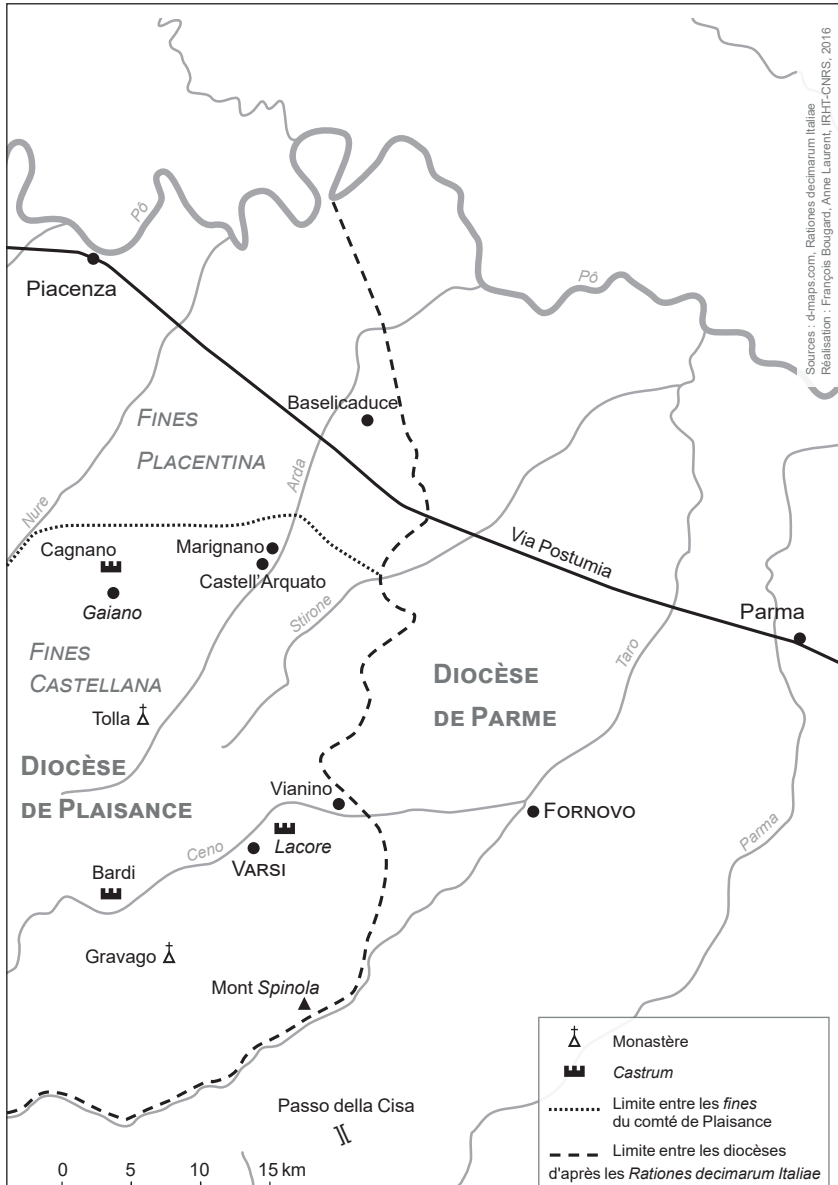 Sources : d-maps.com, Rationes decimarum Italiae
Réalisation : François Bougard, Anne Laurent, IRHT-CNRS, 2016
Pô
Pô
Piacenza
Baselicaduce
FINES
PLACENTINA
Arda
Nure
Cagnano
Marignano
Castell'Arquato
Gaiano
Via Postumia
Stirone
Parma
FINES
CASTELLANA
Tolla
DIOCÈSE
DE PARME
Taro
DIOCÈSE
DE PLAISANCE
Vianino
FORNOVO
Lacore
Ceno
VARSI
Parma
Bardi
Gravago
Mont Spinola
Passo della Cisa
0 5 10 15 km
Monastère
Castrum
Limite entre les fines
du comté de Plaisance
Limite entre les diocèses
d'après les Rationes decimarum Italiae